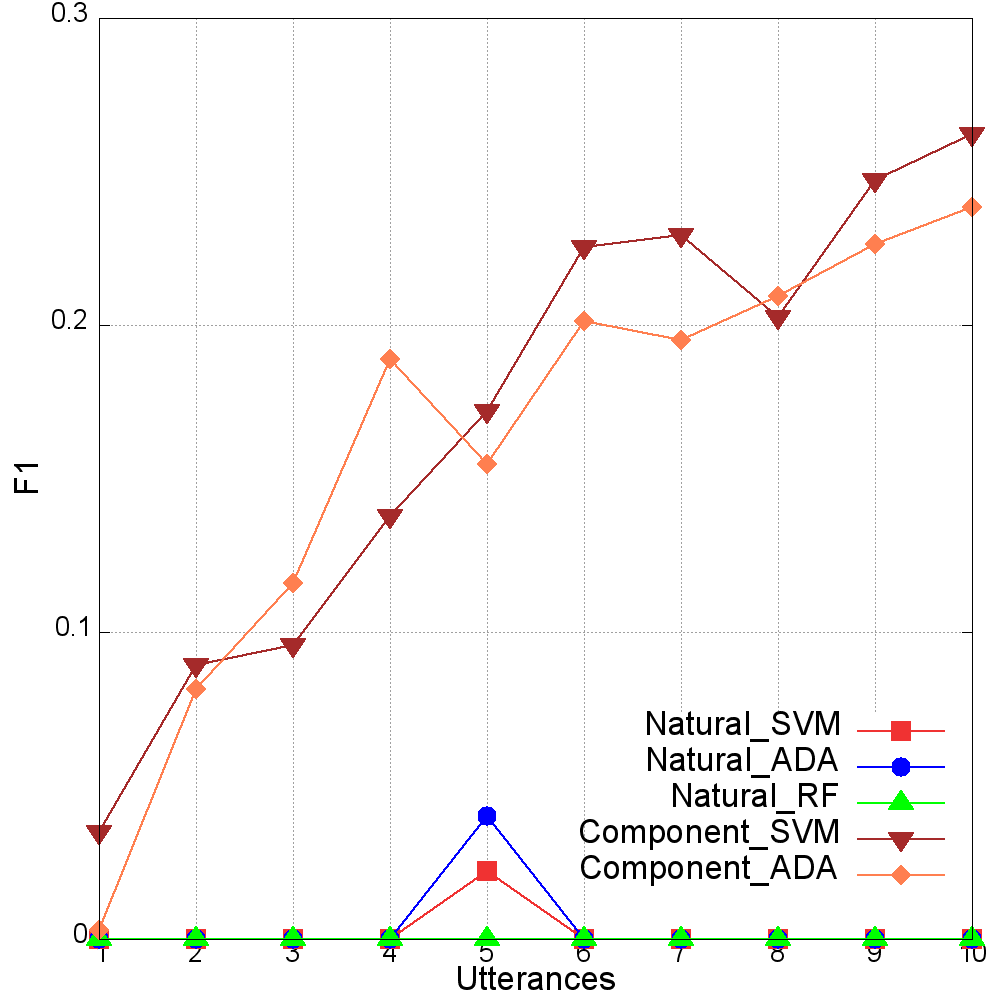 0.3
0.2
0.1
0
F1
1 2 3 4 5 6 7 8 9 10
Utterances
Natural_SVM
Natural_ADA
Natural_RF
Component_SVM
Component_ADA